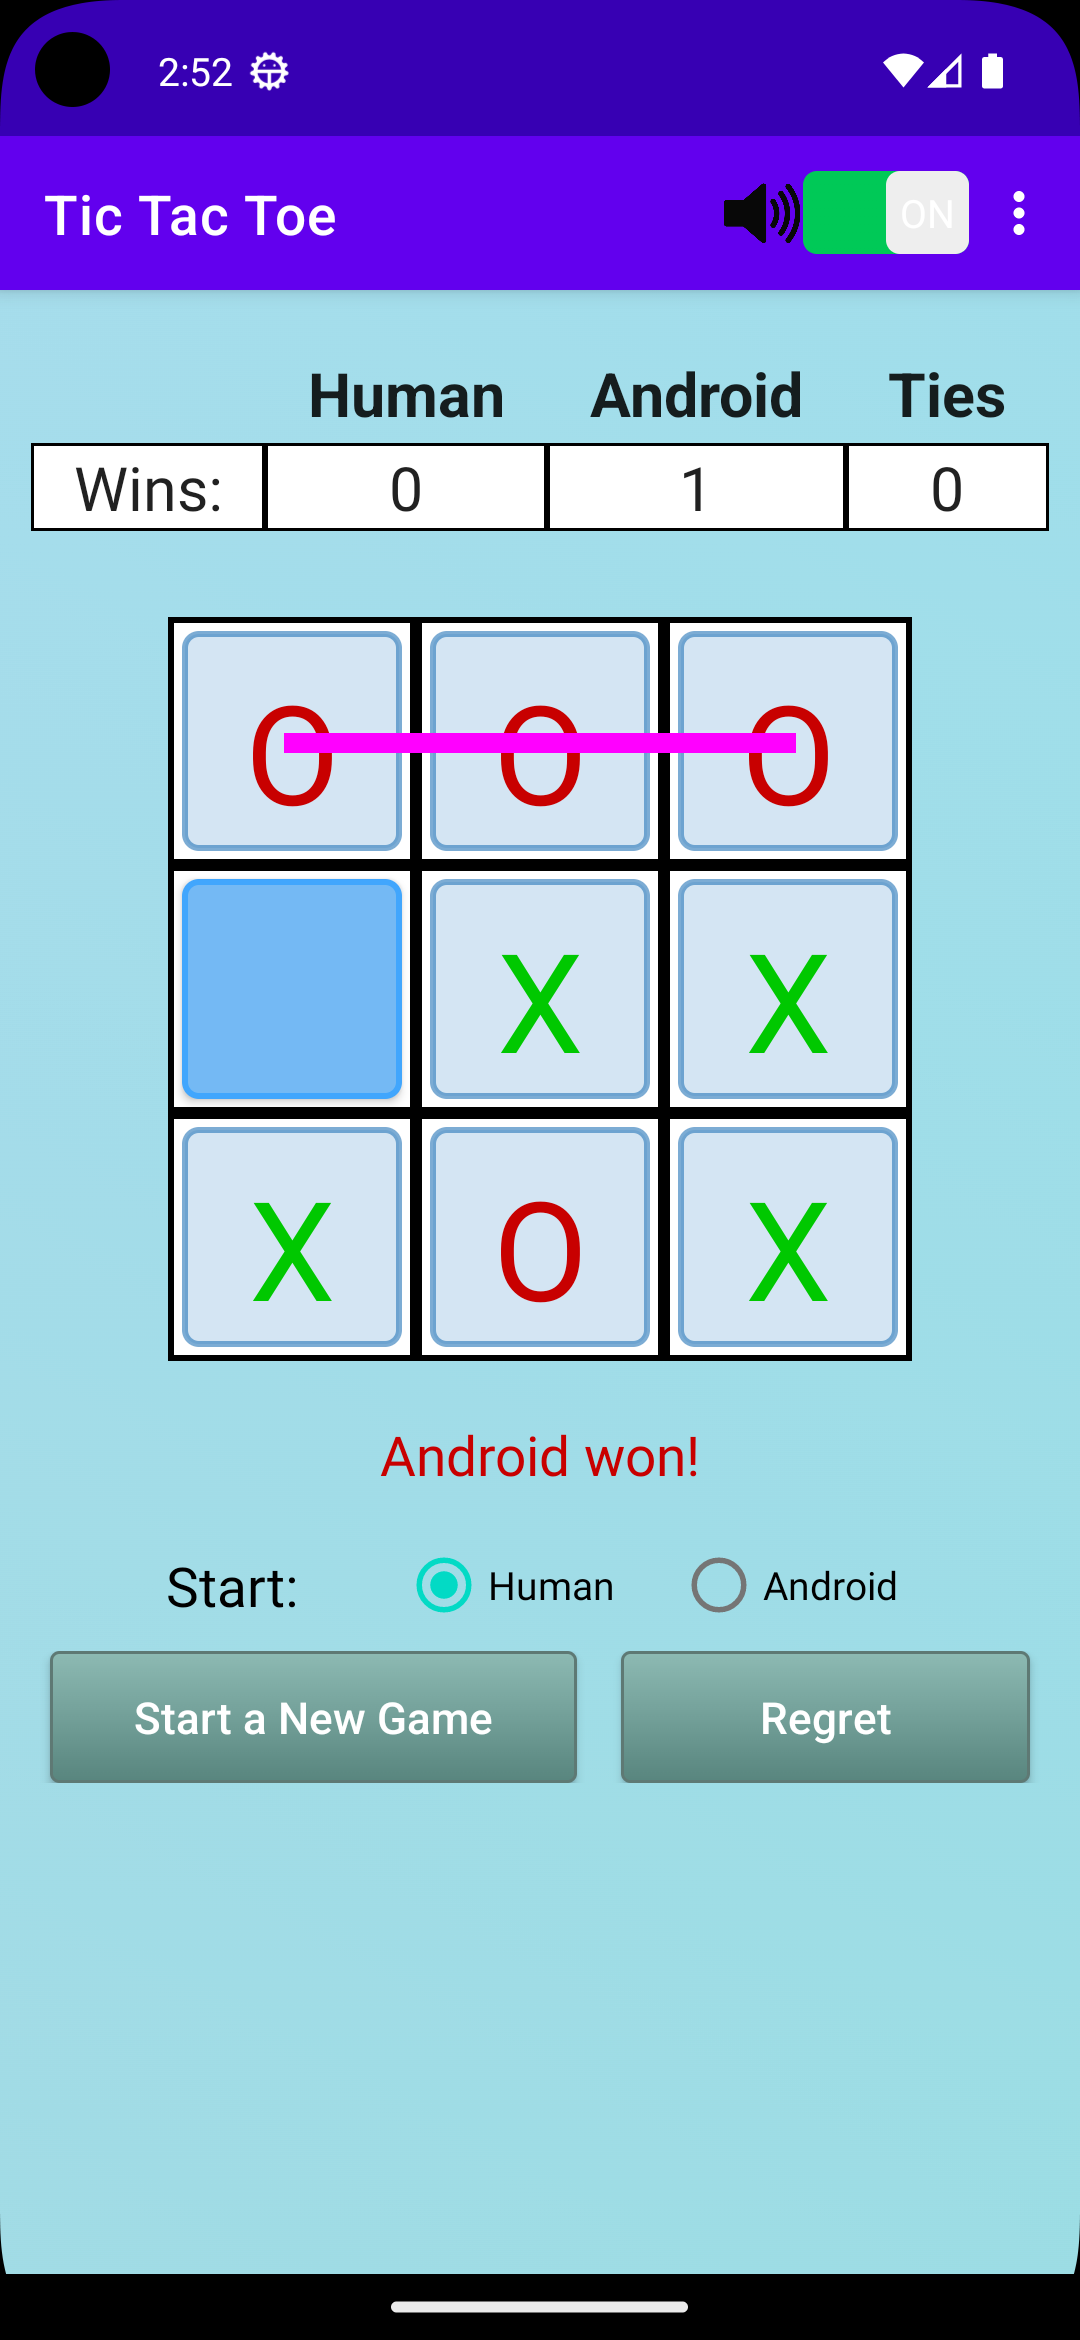 2:52
Tic Tac Toe ON
Human Android Ties
Wins: 0 1 0
O O O
X X
X O X
Android won!
Start: Human Android
Start a New Game Regret